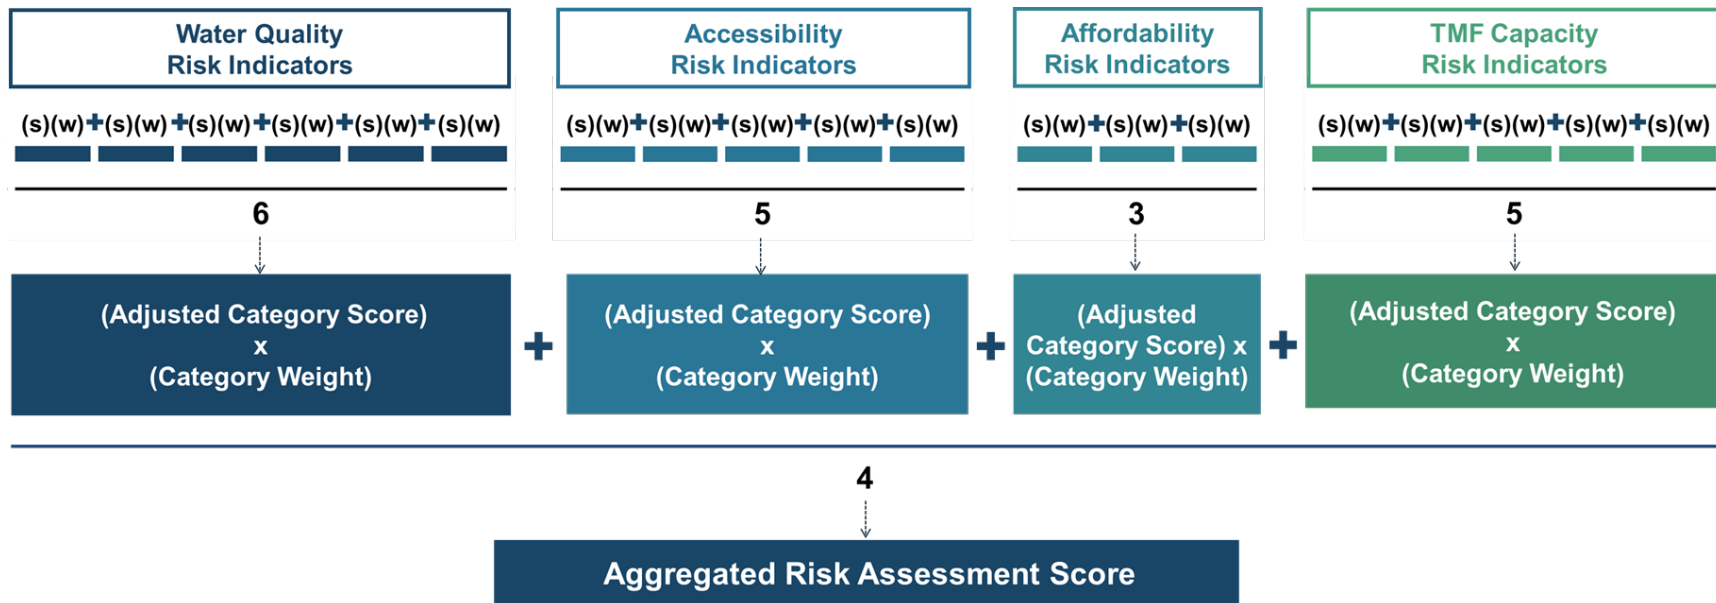 Water Quality
Risk Indicators
Accessibility
Risk Indicators
Affordability
Risk Indicators
TMF Capacity
Risk Indicators
(s)(w)+(s)(w)+(s)(w)+(s)(w)+(s)(w)+(s)(w)
(s)(w)+(s)(w)+(s)(w)+(s)(w)+(s)(w)
(s)(w)+(s)(w)+(s)(w)
(s)(w)+(s)(w)+(s)(w)+(s)(w)+(s)(w)
6
5
3
5
(Adjusted Category Score)
x
(Category Weight)
+
(Adjusted Category Score)
x
(Category Weight)
+
(Adjusted
Category Score) x
(Category Weight)
+
(Adjusted Category Score)
x
(Category Weight)
4
Aggregated Risk Assessment Score